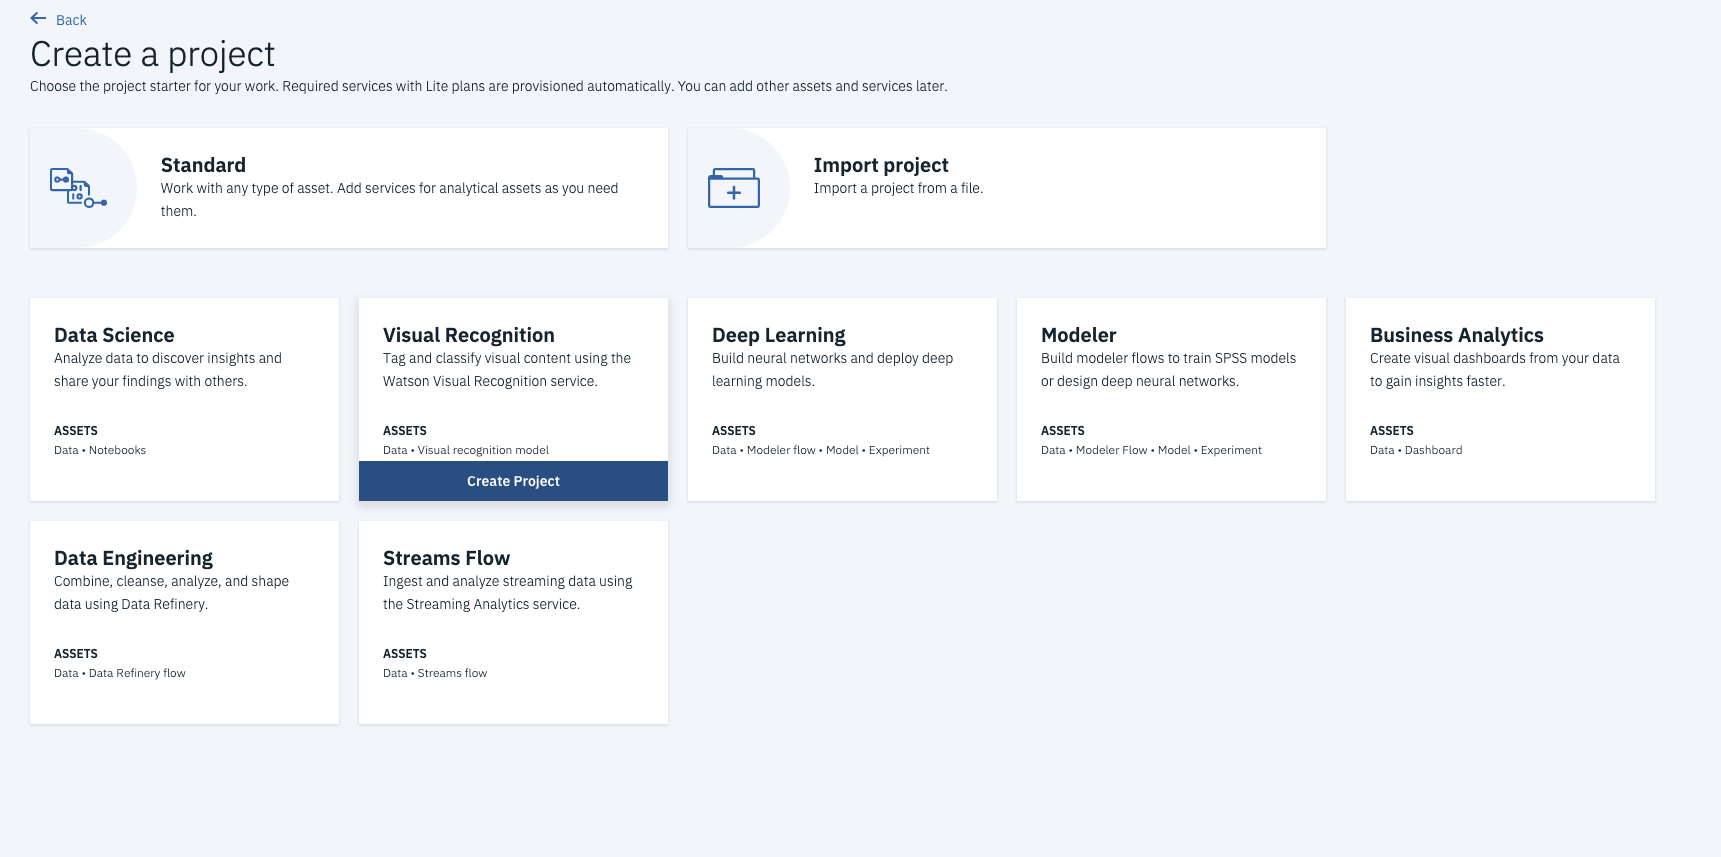 Back
Create a project
Choose the project starter for your work. Required services with Lite plans are provisioned automatically. You can add other assets and services later.
Standard
Work with any type of asset. Add services for analytical assets as you need
them.
Import project
Import a project from a file.
Data Science
Analyze data to discover insights and
share your findings with others.
ASSETS
Data • Notebooks
Visual Recognition
Tag and classify visual content using the
Watson Visual Recognition service.
ASSETS
Data • Visual recognition model
Create Project
Deep Learning
Build neural networks and deploy deep
learning models.
ASSETS
Data • Modeler flow • Model • Experiment
Modeler
Build modeler flows to train SPSS models
or design deep neural networks.
ASSETS
Data • Modeler Flow • Model • Experiment
Business Analytics
Create visual dashboards from your data
to gain insights faster.
ASSETS
Data • Dashboard
Data Engineering
Combine, cleanse, analyze, and shape
data using Data Refinery.
ASSETS
Data • Data Refinery flow
Streams Flow
Ingest and analyze streaming data using
the Streaming Analytics service.
ASSETS
Data • Streams flow